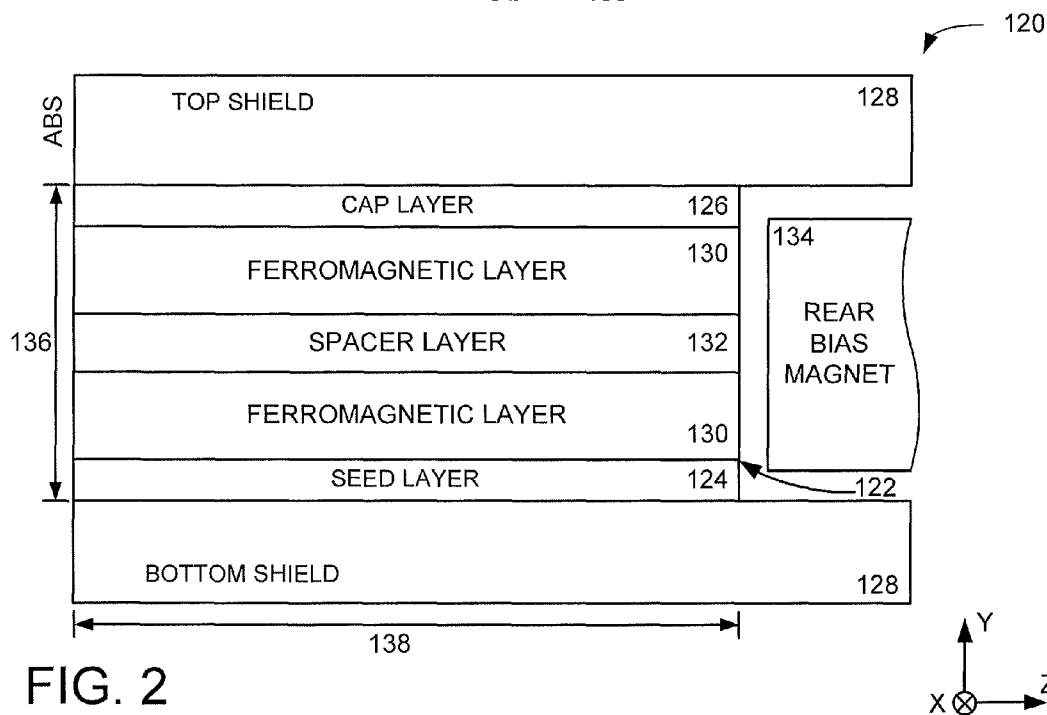 120
ABS
TOP SHIELD 128
CAP LAYER 126
134
FERROMAGNETIC LAYER 130
136
SPACER LAYER 132
REAR
BIAS
MAGNET
FERROMAGNETIC LAYER 130
SEED LAYER 124
122
BOTTOM SHIELD 128
138
FIG. 2
Y
X
Z